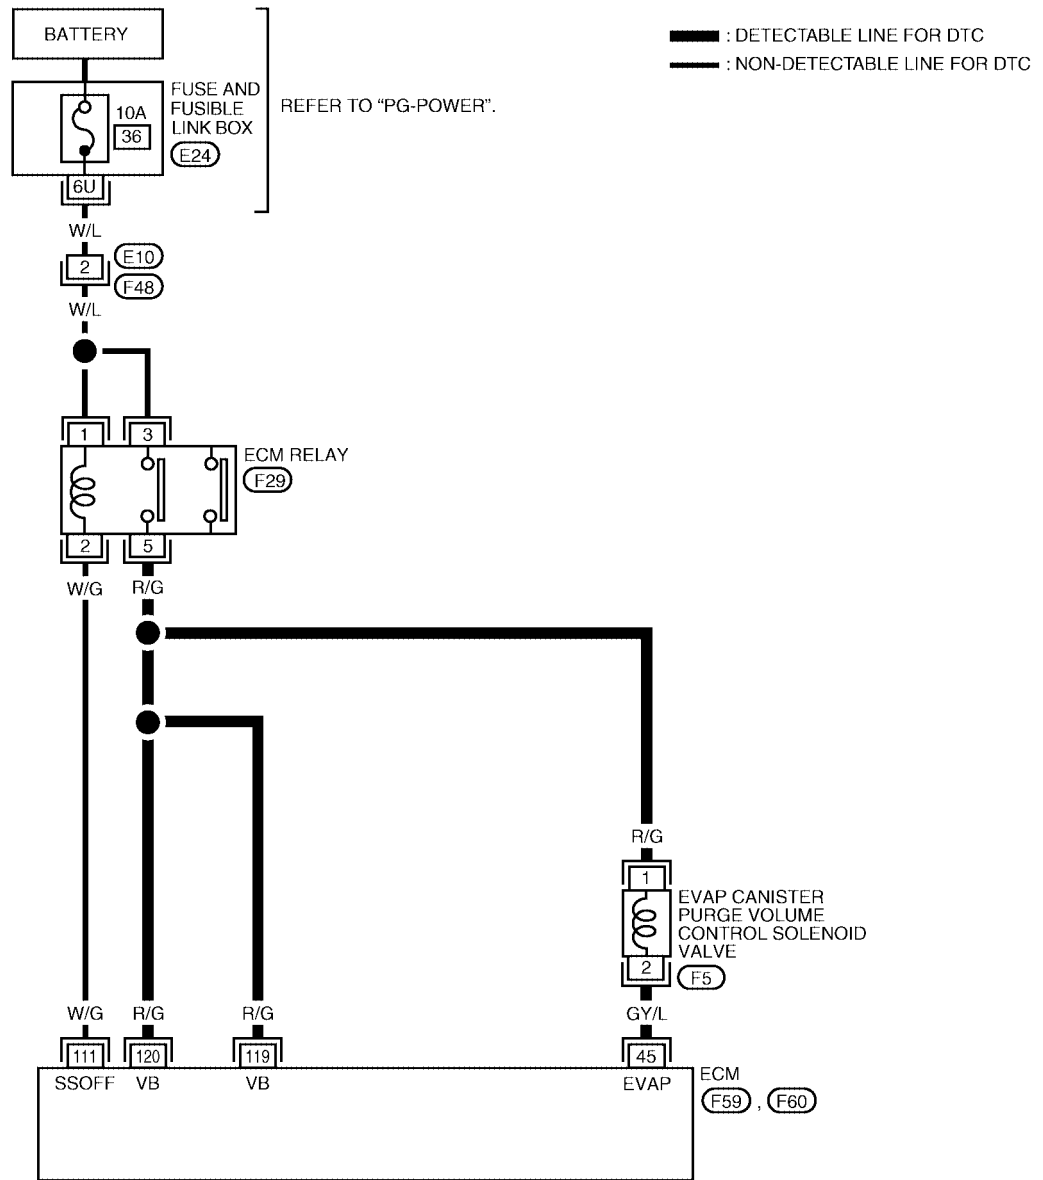 BATTERY
: DETECTABLE LINE FOR DTC
: NON-DETECTABLE LINE FOR DTC
FUSE AND
FUSIBLE
LINK BOX
E24
10A
36
REFER TO “PG-POWER”.
6U
W/L
2
E10
F48
W/L
1
3
ECM RELAY
F29
2
5
W/G
R/G
R/G
1
EVAP CANISTER
PURGE VOLUME
CONTROL SOLENOID
VALVE
2
F5
W/G
R/G
R/G
GY/L
111
120
119
45
SSOFF
VB
VB
EVAP
ECM
F59 , F60